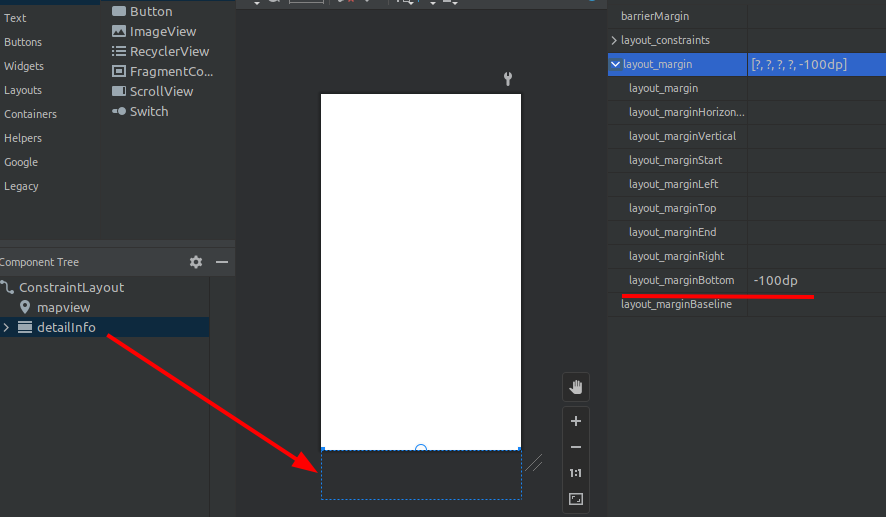 Text
Buttons
Widgets
Layouts
Containers
Helpers
Google
Legacy
Button
ImageView
RecyclerView
FragmentCo...
ScrollView
Switch
Component Tree
ConstraintLayout
mapview
detailInfo
1:1
barrierMargin
layout_constraints
layout_margin [?, ?, ?, ?, -100dp]
layout_margin
layout_marginHorizon...
layout_marginVertical
layout_marginStart
layout_marginLeft
layout_marginTop
layout_marginEnd
layout_marginRight
layout_marginBottom -100dp
layout_marginBaseline